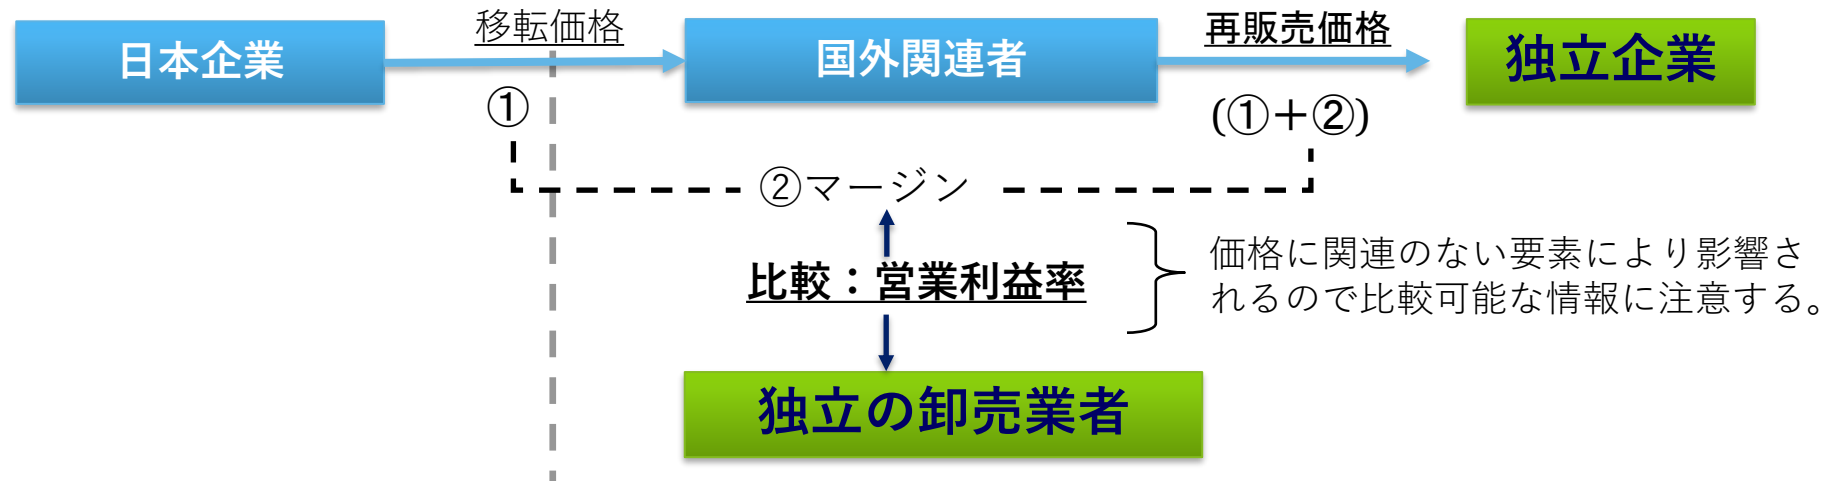 日本企業
移転価格
国外関連者
再販売価格
独立企業
①
(①+②)
②マージン
比較：営業利益率
価格に関連のない要素により影響さ
れるので比較可能な情報に注意する。
独立の卸売業者